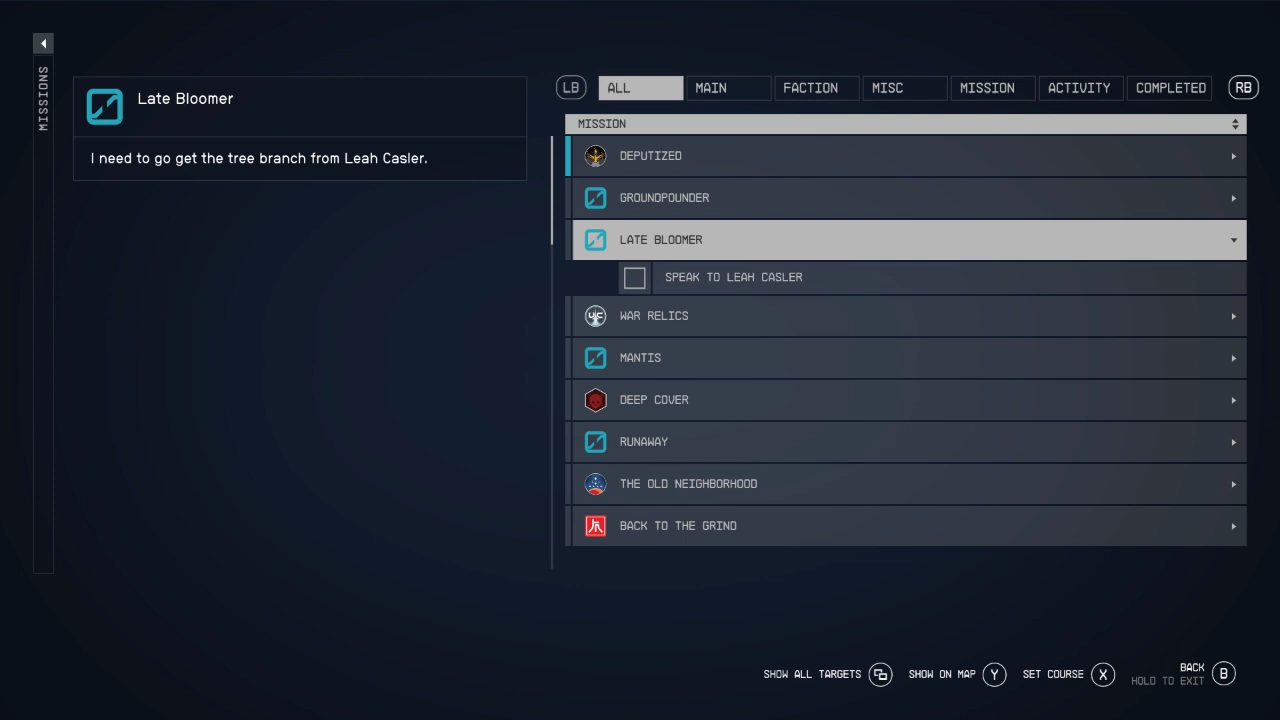 MISSIONS
Late Bloomer
I need to go get the tree branch from Leah Casler.
LB ALL MAIN FACTION MISC MISSION ACTIVITY COMPLETED RB
MISSION
DEPUTIZED
GROUNDPOUNDER
LATE BLOOMER
SPEAK TO LEAH CASLER
UC WAR RELICS
MANTIS
DEEP COVER
RUNAWAY
THE OLD NEIGHBORHOOD
BACK TO THE GRIND
SHOW ALL TARGETS SHOW ON MAP Y SET COURSE X BACK B
HOLD TO EXIT